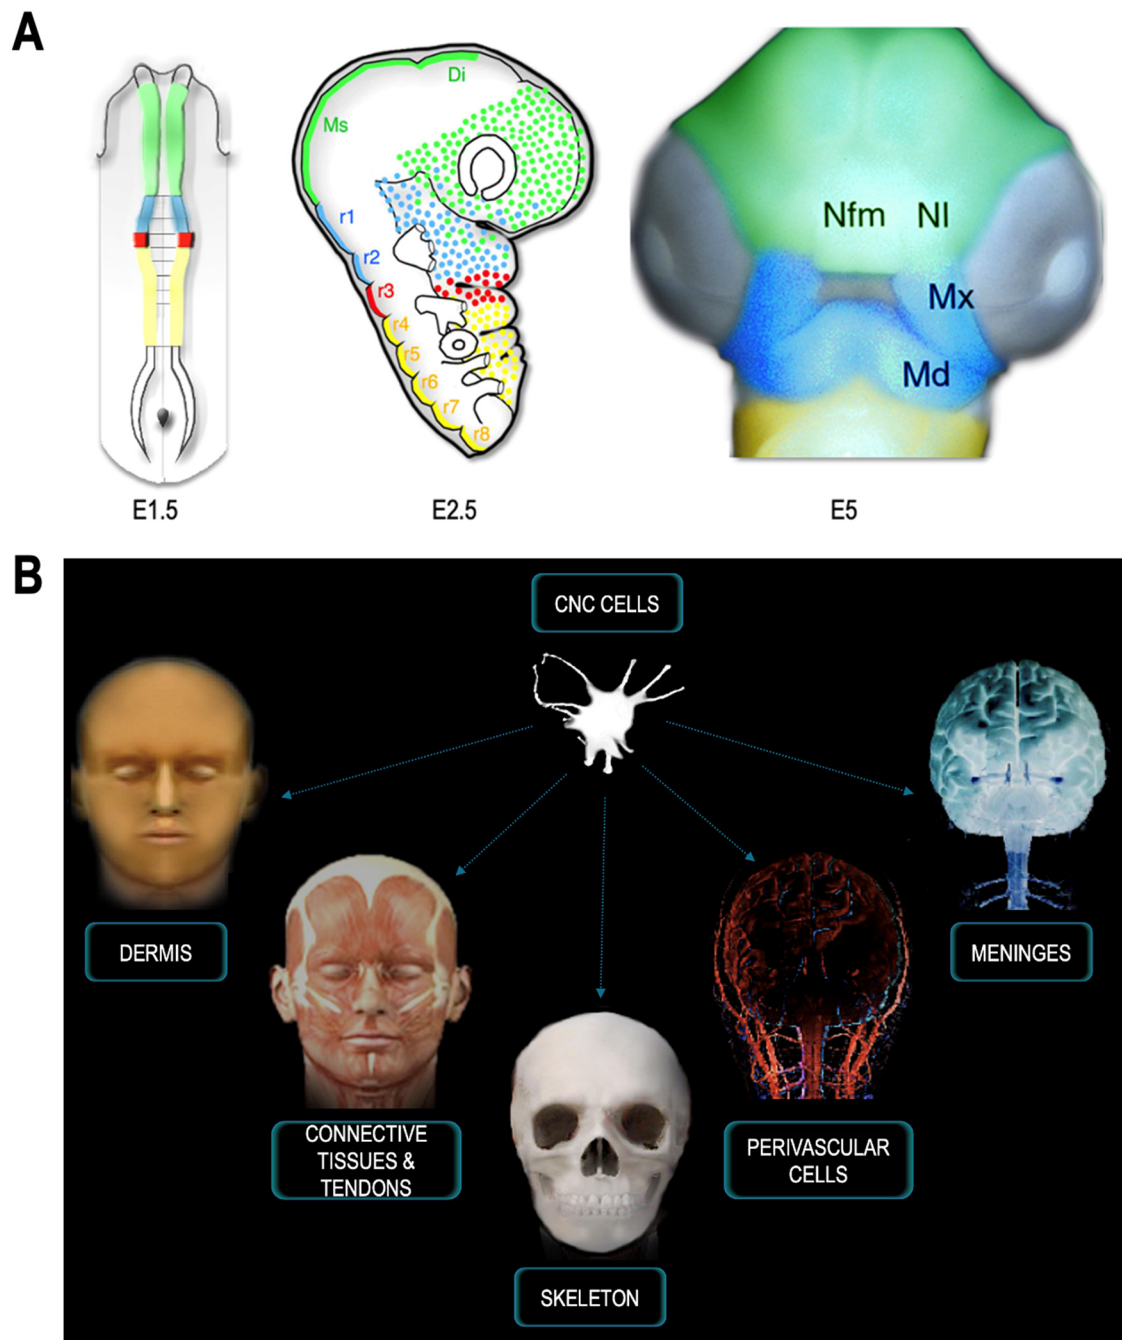 A
Di
Ms
r1
r2
r3
r4
r5
r6
r7
r8
Nfm Nl
Mx
Md
E1.5
E2.5
E5
B
CNC CELLS
DERMIS
MENINGES
CONNECTIVE
TISSUES &
TENDONS
PERIVASCULAR
CELLS
SKELETON